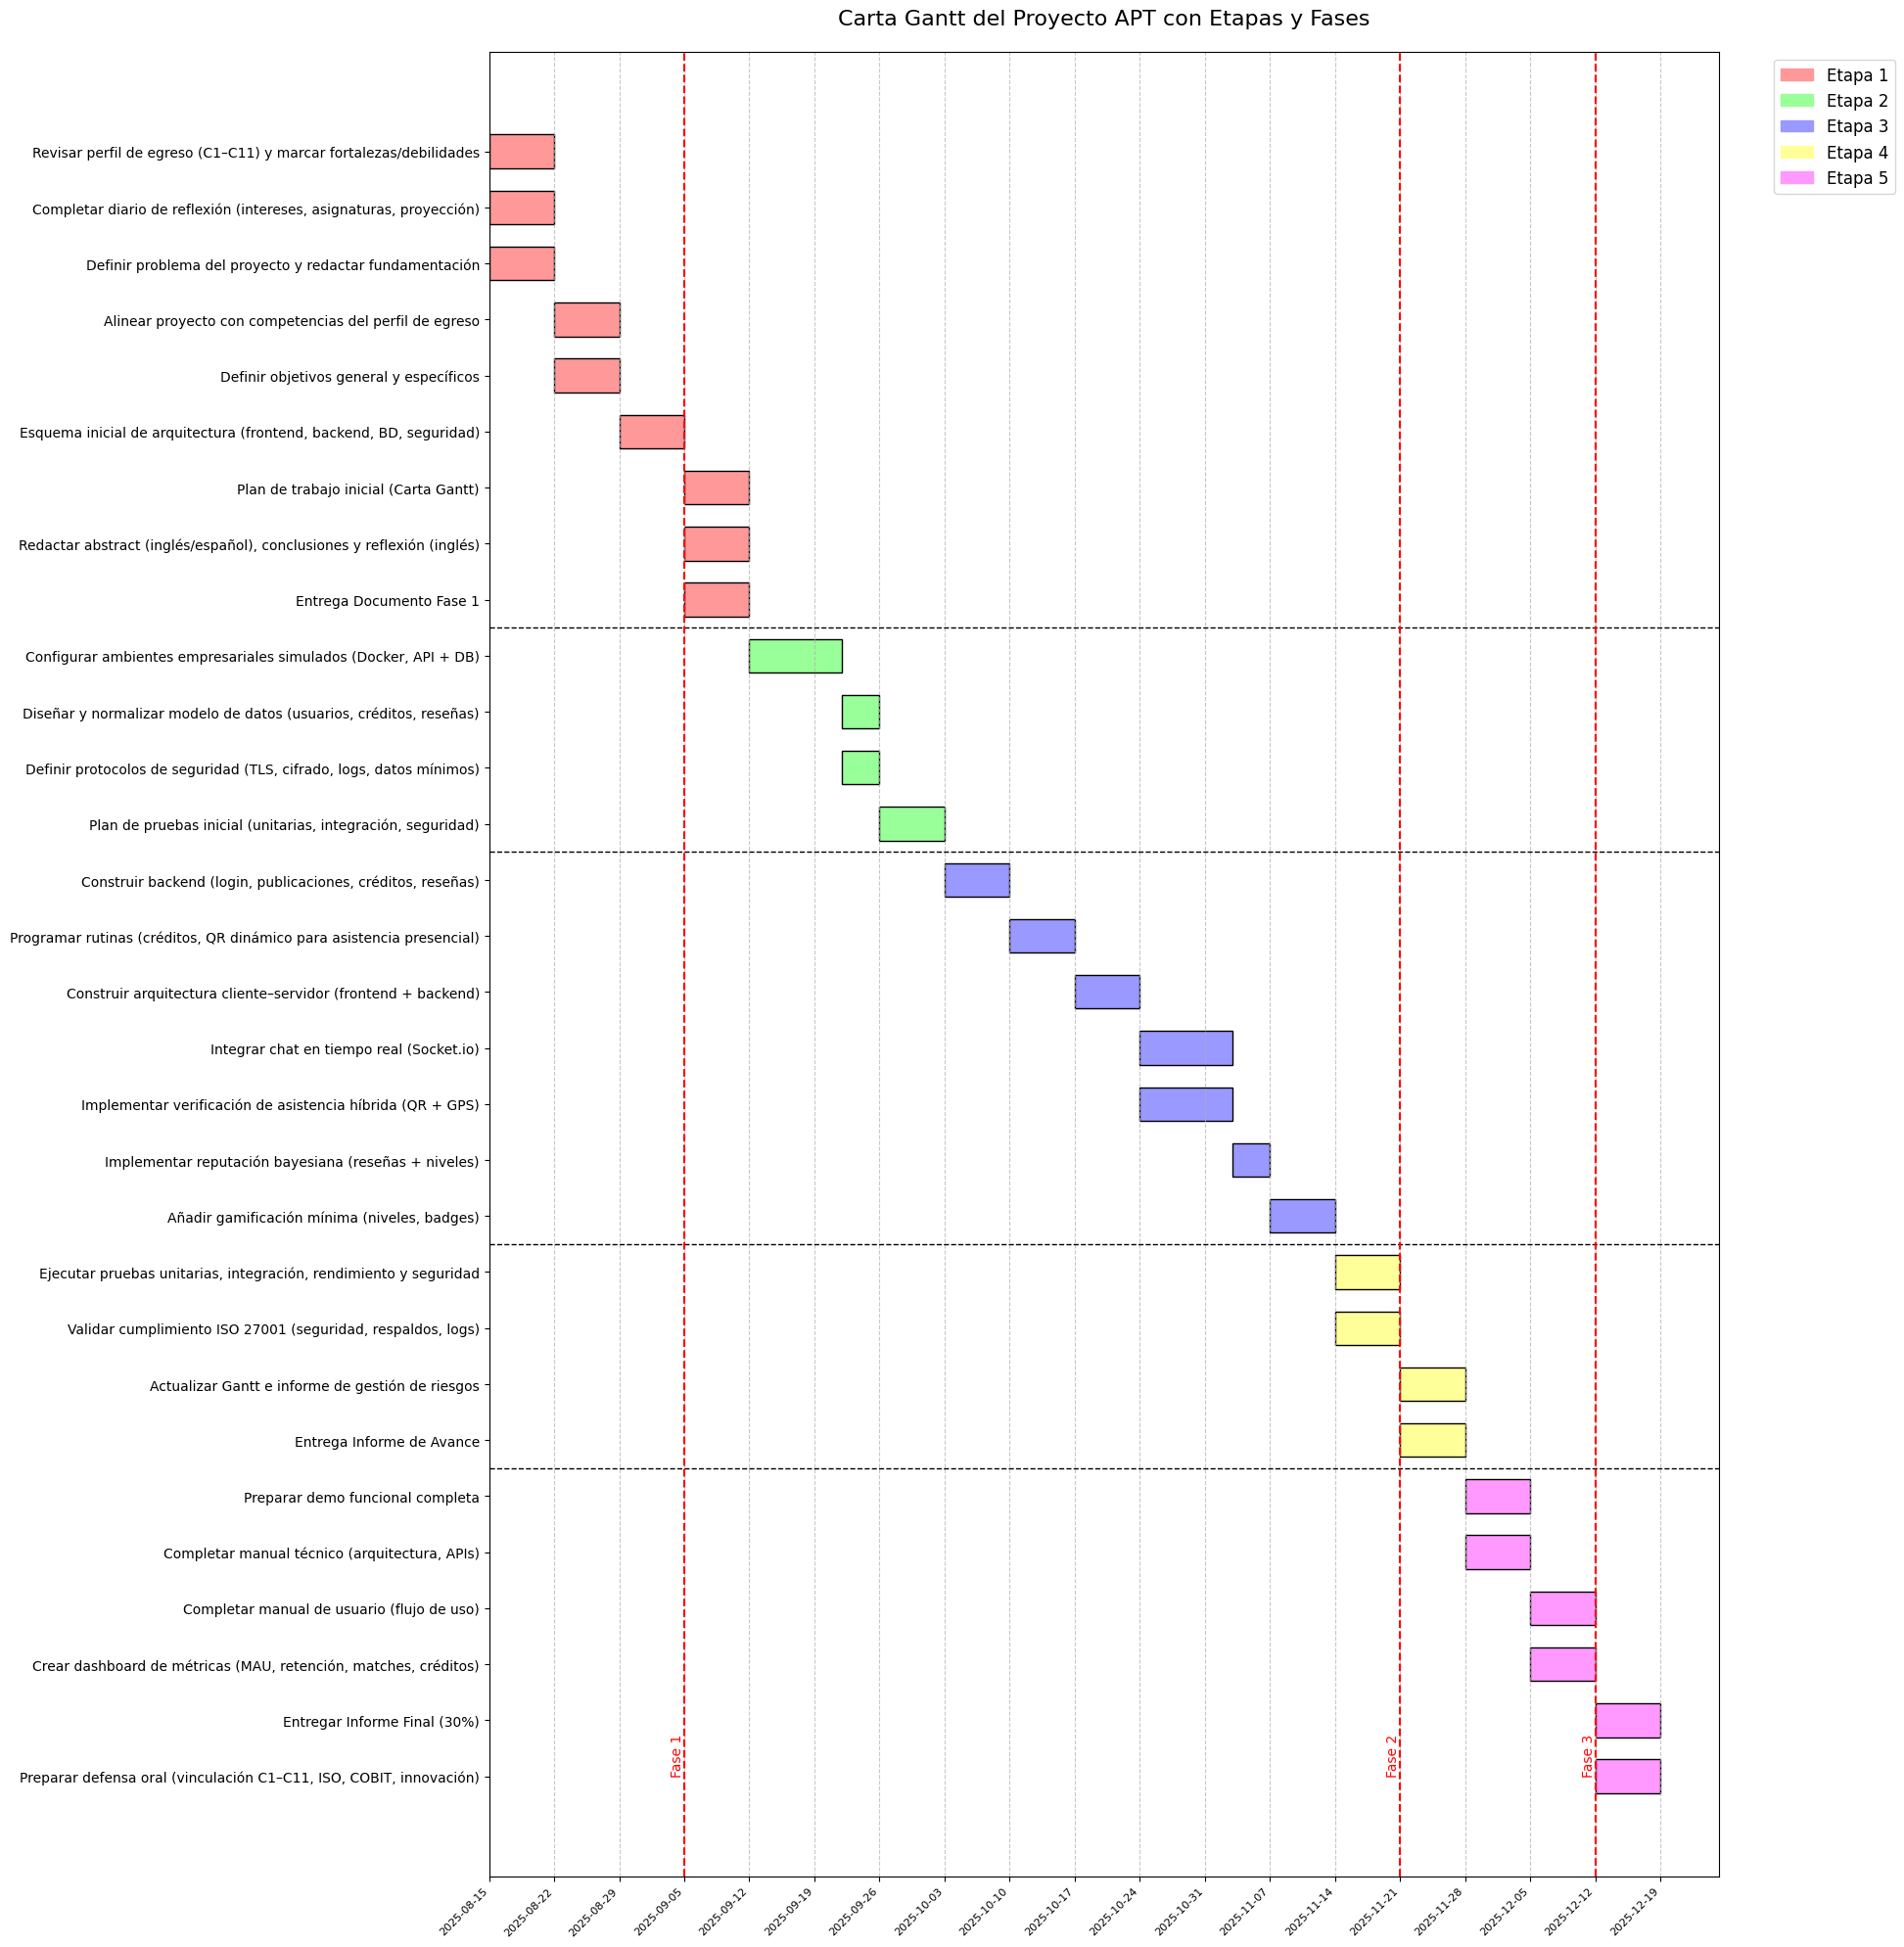 Carta Gantt del Proyecto APT con Etapas y Fases
Etapa 1
Etapa 2
Etapa 3
Etapa 4
Etapa 5
Revisar perfil de egreso (C1–C11) y marcar fortalezas/debilidades
Completar diario de reflexión (intereses, asignaturas, proyección)
Definir problema del proyecto y redactar fundamentación
Alinear proyecto con competencias del perfil de egreso
Definir objetivos general y específicos
Esquema inicial de arquitectura (frontend, backend, BD, seguridad)
Plan de trabajo inicial (Carta Gantt)
Redactar abstract (inglés/español), conclusiones y reflexión (inglés)
Entrega Documento Fase 1
Configurar ambientes empresariales simulados (Docker, API + DB)
Diseñar y normalizar modelo de datos (usuarios, créditos, reseñas)
Definir protocolos de seguridad (TLS, cifrado, logs, datos mínimos)
Plan de pruebas inicial (unitarias, integración, seguridad)
Construir backend (login, publicaciones, créditos, reseñas)
Programar rutinas (créditos, QR dinámico para asistencia presencial)
Construir arquitectura cliente–servidor (frontend + backend)
Integrar chat en tiempo real (Socket.io)
Implementar verificación de asistencia híbrida (QR + GPS)
Implementar reputación bayesiana (reseñas + niveles)
Añadir gamificación mínima (niveles, badges)
Ejecutar pruebas unitarias, integración, rendimiento y seguridad
Validar cumplimiento ISO 27001 (seguridad, respaldos, logs)
Actualizar Gantt e informe de gestión de riesgos
Entrega Informe de Avance
Preparar demo funcional completa
Completar manual técnico (arquitectura, APIs)
Completar manual de usuario (flujo de uso)
Crear dashboard de métricas (MAU, retención, matches, créditos)
Entregar Informe Final (30%)
Preparar defensa oral (vinculación C1–C11, ISO, COBIT, innovación)
Fase 1
Fase 2
Fase 3
2025-08-15
2025-08-22
2025-08-29
2025-09-05
2025-09-12
2025-09-19
2025-09-26
2025-10-03
2025-10-10
2025-10-17
2025-10-24
2025-10-31
2025-11-07
2025-11-14
2025-11-21
2025-11-28
2025-12-05
2025-12-12
2025-12-19